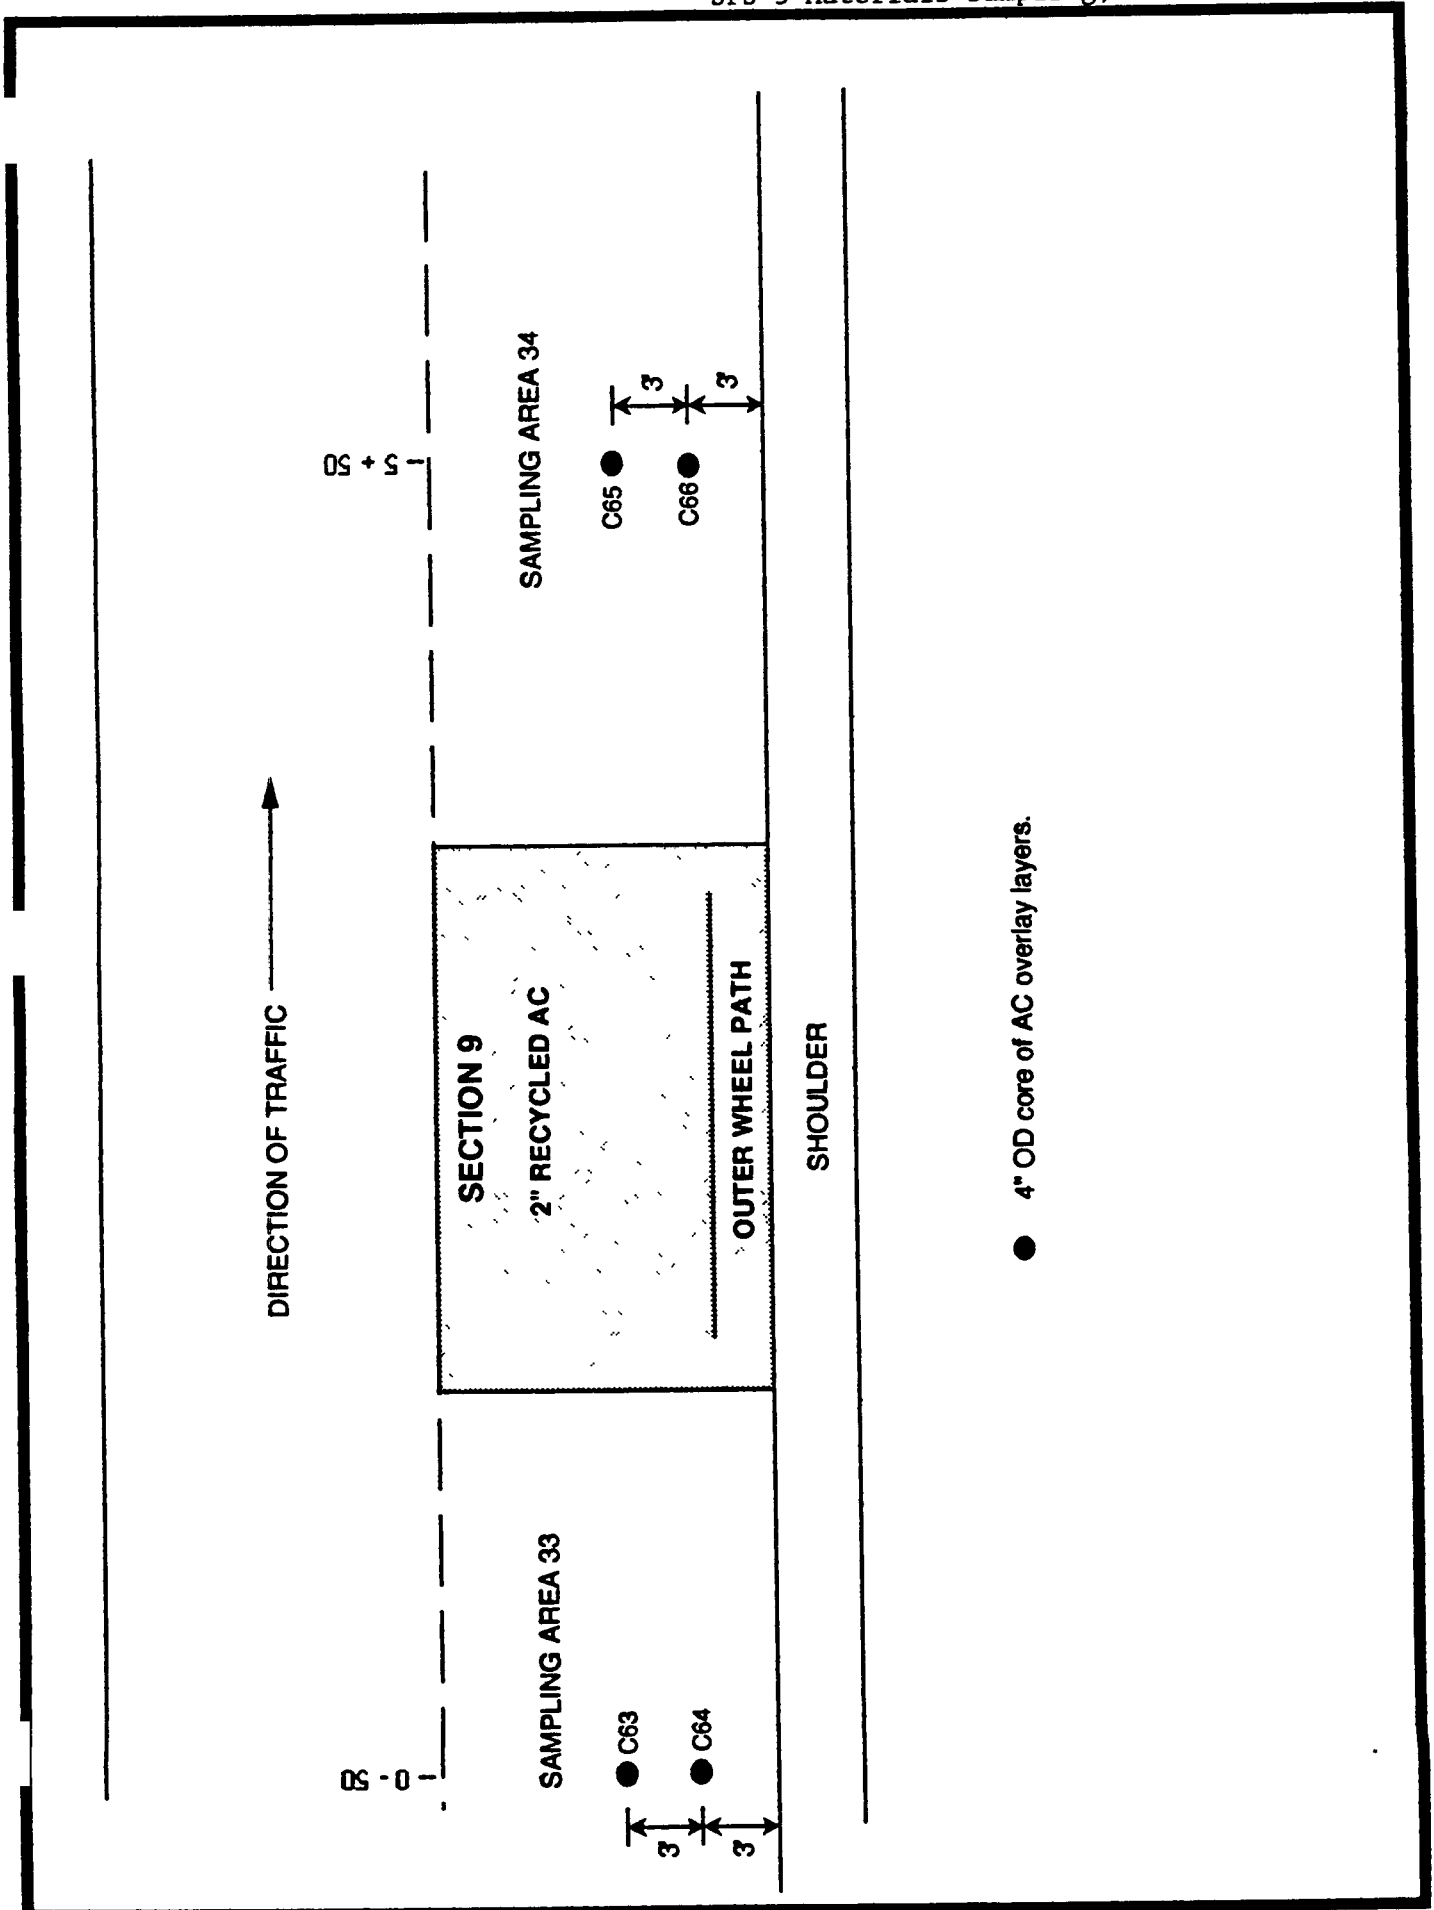 DIRECTION OF TRAFFIC
0 - 50
5 + 50
SECTION 9
2" RECYCLED AC
SAMPLING AREA 33
SAMPLING AREA 34
C63
C65
3'
3'
C64
C66
3'
3'
OUTER WHEEL PATH
SHOULDER
4" OD core of AC overlay layers.